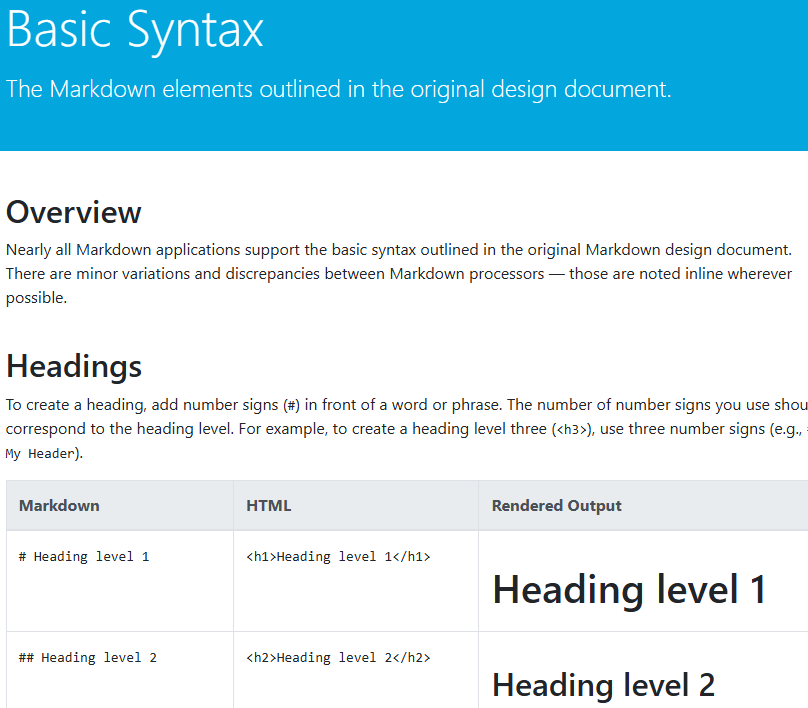 Basic Syntax
The Markdown elements outlined in the original design document.
Overview
Nearly all Markdown applications support the basic syntax outlined in the original Markdown design document.
There are minor variations and discrepancies between Markdown processors — those are noted inline wherever
possible.
Headings
To create a heading, add number signs (#) in front of a word or phrase. The number of number signs you use shou
correspond to the heading level. For example, to create a heading level three (<h3>), use three number signs (e.g.,
My Header).
Markdown HTML Rendered Output
# Heading level 1 <h1>Heading level 1</h1> Heading level 1
## Heading level 2 <h2>Heading level 2</h2> Heading level 2